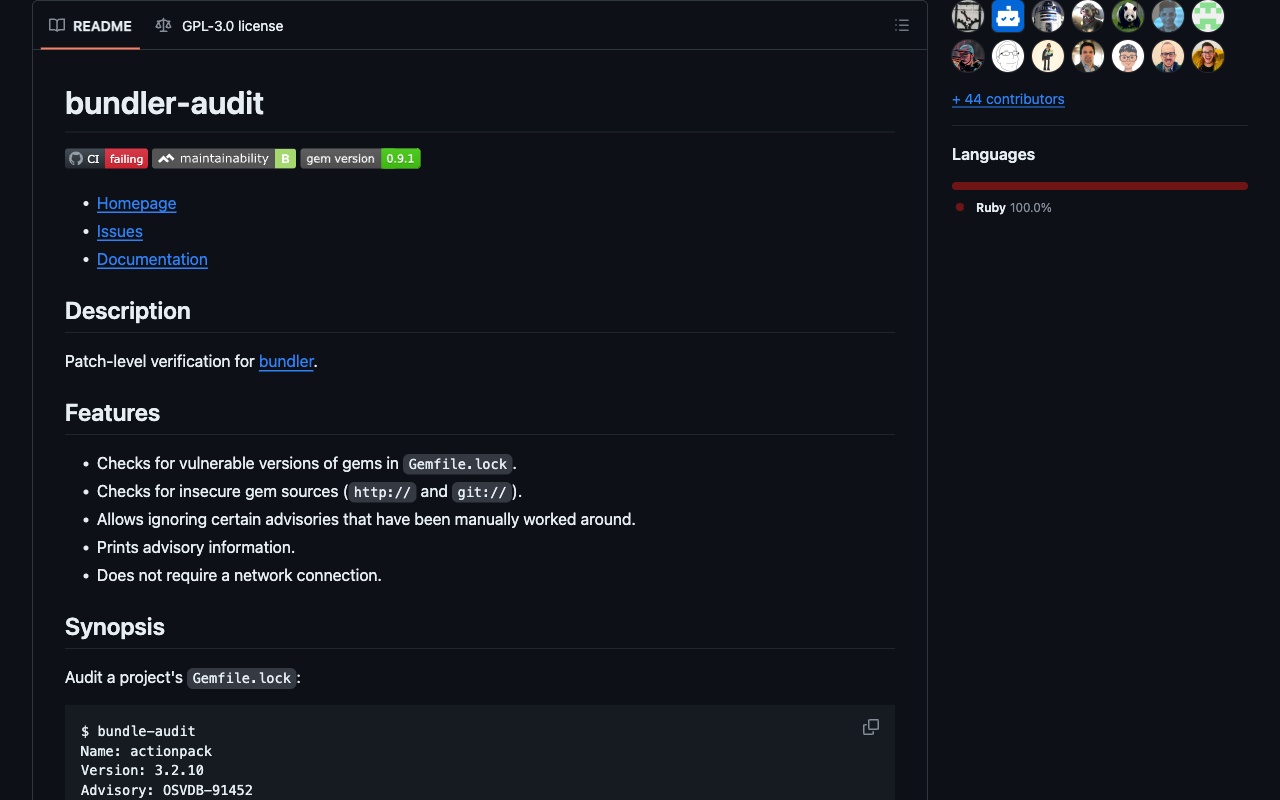 README
GPL-3.0 license
bundler-audit
CI failing
maintainability B
gem version 0.9.1
• Homepage
• Issues
• Documentation
Description
Patch-level verification for bundler.
Features
• Checks for vulnerable versions of gems in Gemfile.lock.
• Checks for insecure gem sources (http:// and git://).
• Allows ignoring certain advisories that have been manually worked around.
• Prints advisory information.
• Does not require a network connection.
Synopsis
Audit a project's Gemfile.lock:
$ bundle-audit
Name: actionpack
Version: 3.2.10
Advisory: OSVDB-91452
+ 44 contributors
Languages
Ruby 100.0%